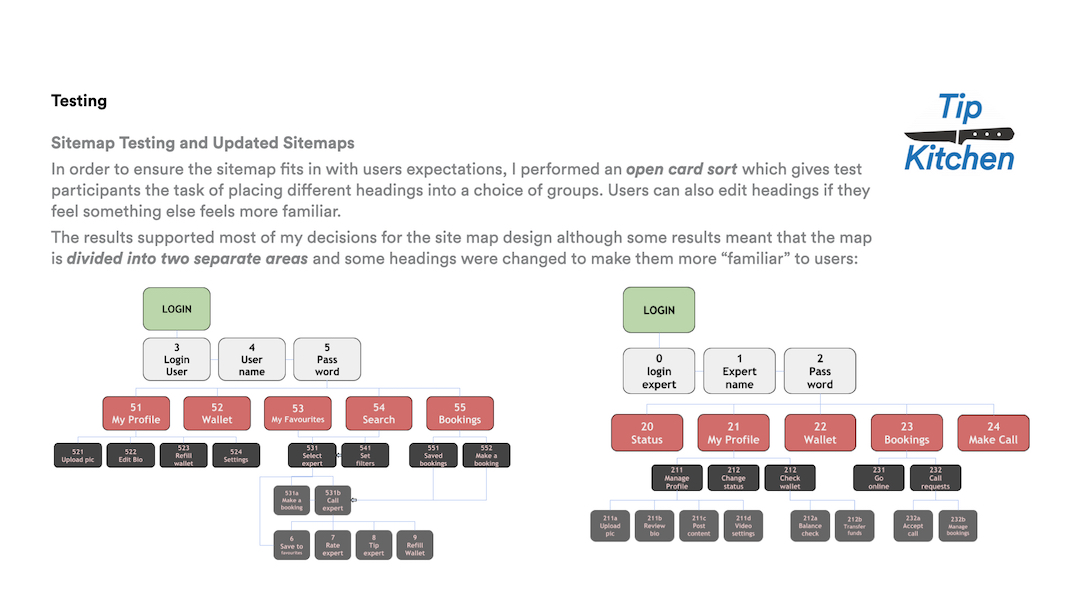 Testing
Tip
Kitchen
Sitemap Testing and Updated Sitemaps
In order to ensure the sitemap fits in with users expectations, I performed an open card sort which gives test
participants the task of placing different headings into a choice of groups. Users can also edit headings if they
feel something else feels more familiar.
The results supported most of my decisions for the site map design although some results meant that the map
is divided into two separate areas and some headings were changed to make them more “familiar” to users:
LOGIN
3
Login
User
4
User
name
5
Pass
word
51
My Profile
52
Wallet
53
My Favourites
54
Search
55
Bookings
521
Upload pic
522
Edit Bio
523
Refill
wallet
524
Settings
531
Select
expert
541
Set
filters
551
Saved
bookings
552
Make a
booking
531a
Make a
booking
531b
Call
expert
6
Save to
favourites
7
Rate
expert
8
Tip
expert
9
Refill
Wallet
LOGIN
0
login
expert
1
Expert
name
2
Pass
word
20
Status
21
My Profile
22
Wallet
23
Bookings
24
Make Call
211
Manage
Profile
212
Change
status
212
Check
wallet
231
Go
online
232
Call
requests
211a
Upload
pic
211b
Review
bio
211c
Post
content
211d
Video
settings
212a
Balance
check
212b
Transfer
funds
232a
Accept
call
232b
Manage
bookings